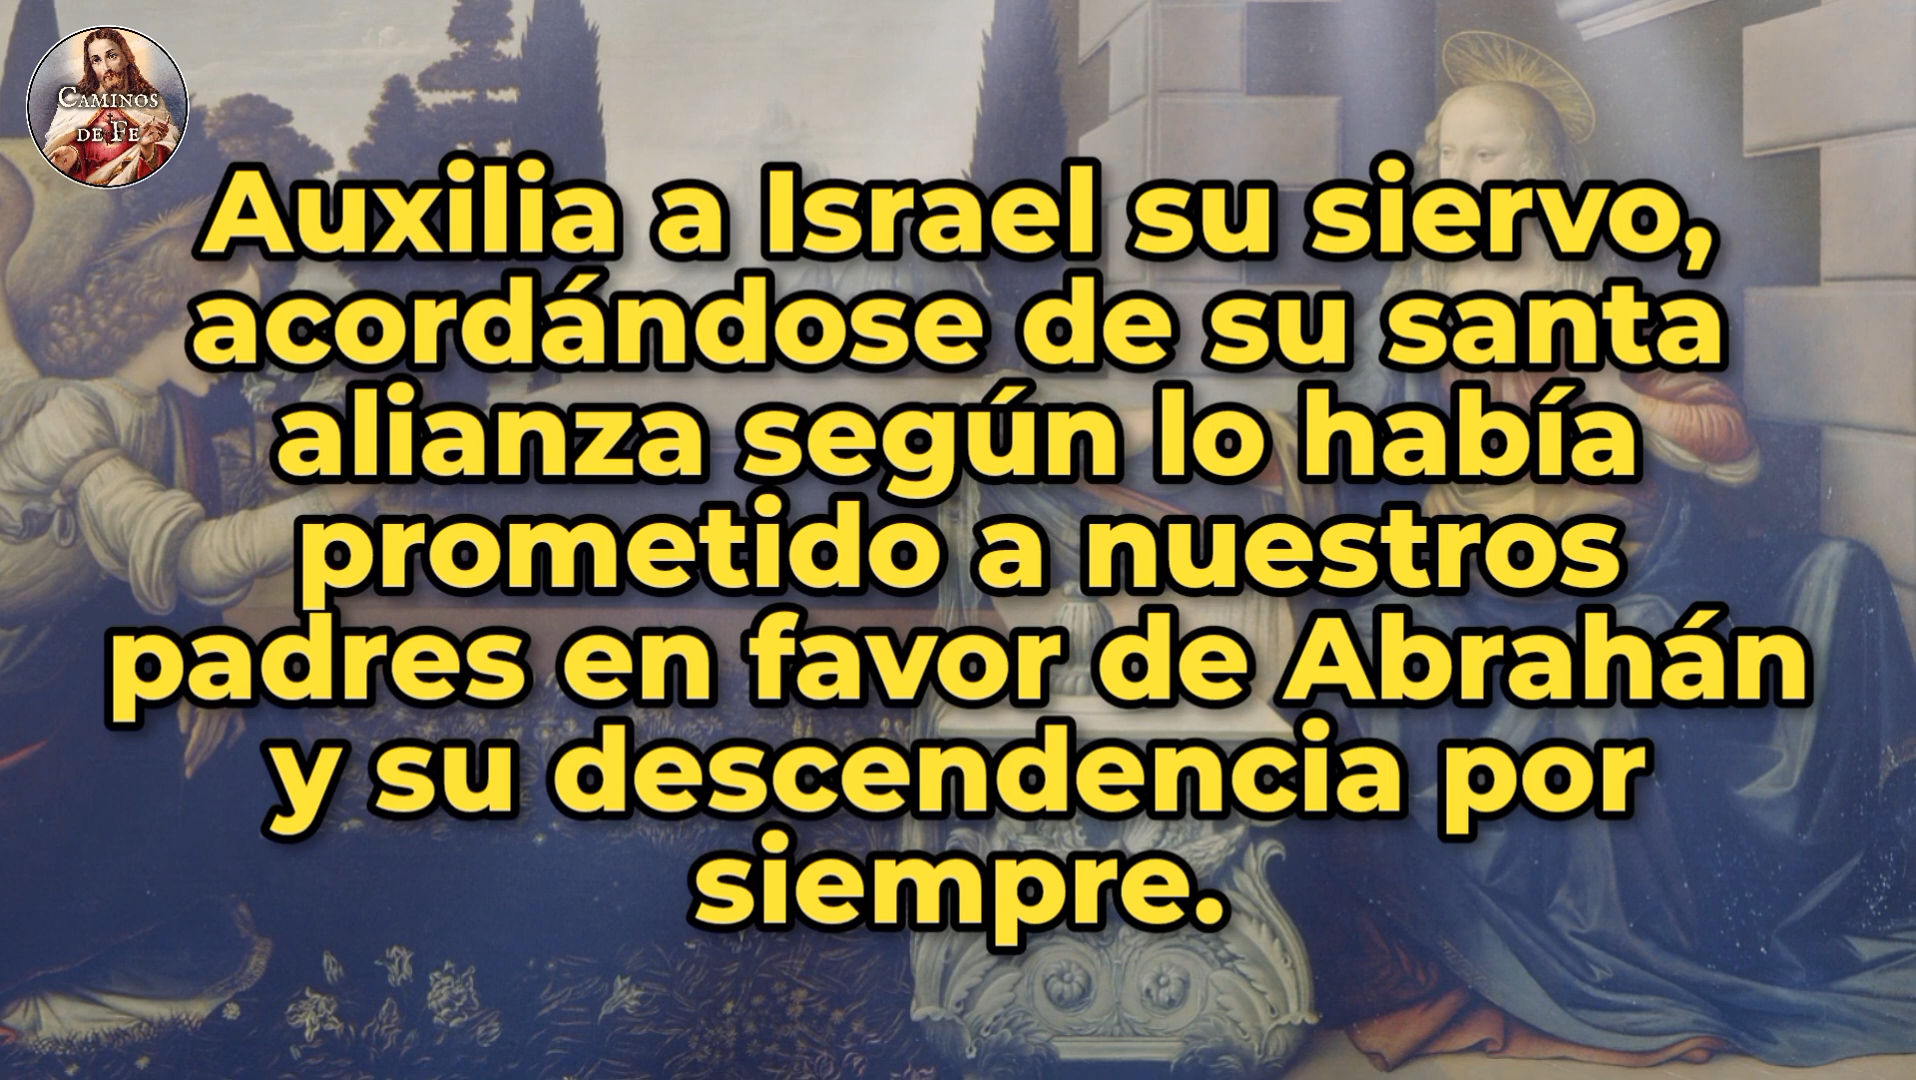 CAMINOS
DE FE
Auxilia a Israel su siervo,
acordándose de su santa
alianza según lo había
prometido a nuestros
padres en favor de Abrahán
y su descendencia por
siempre.